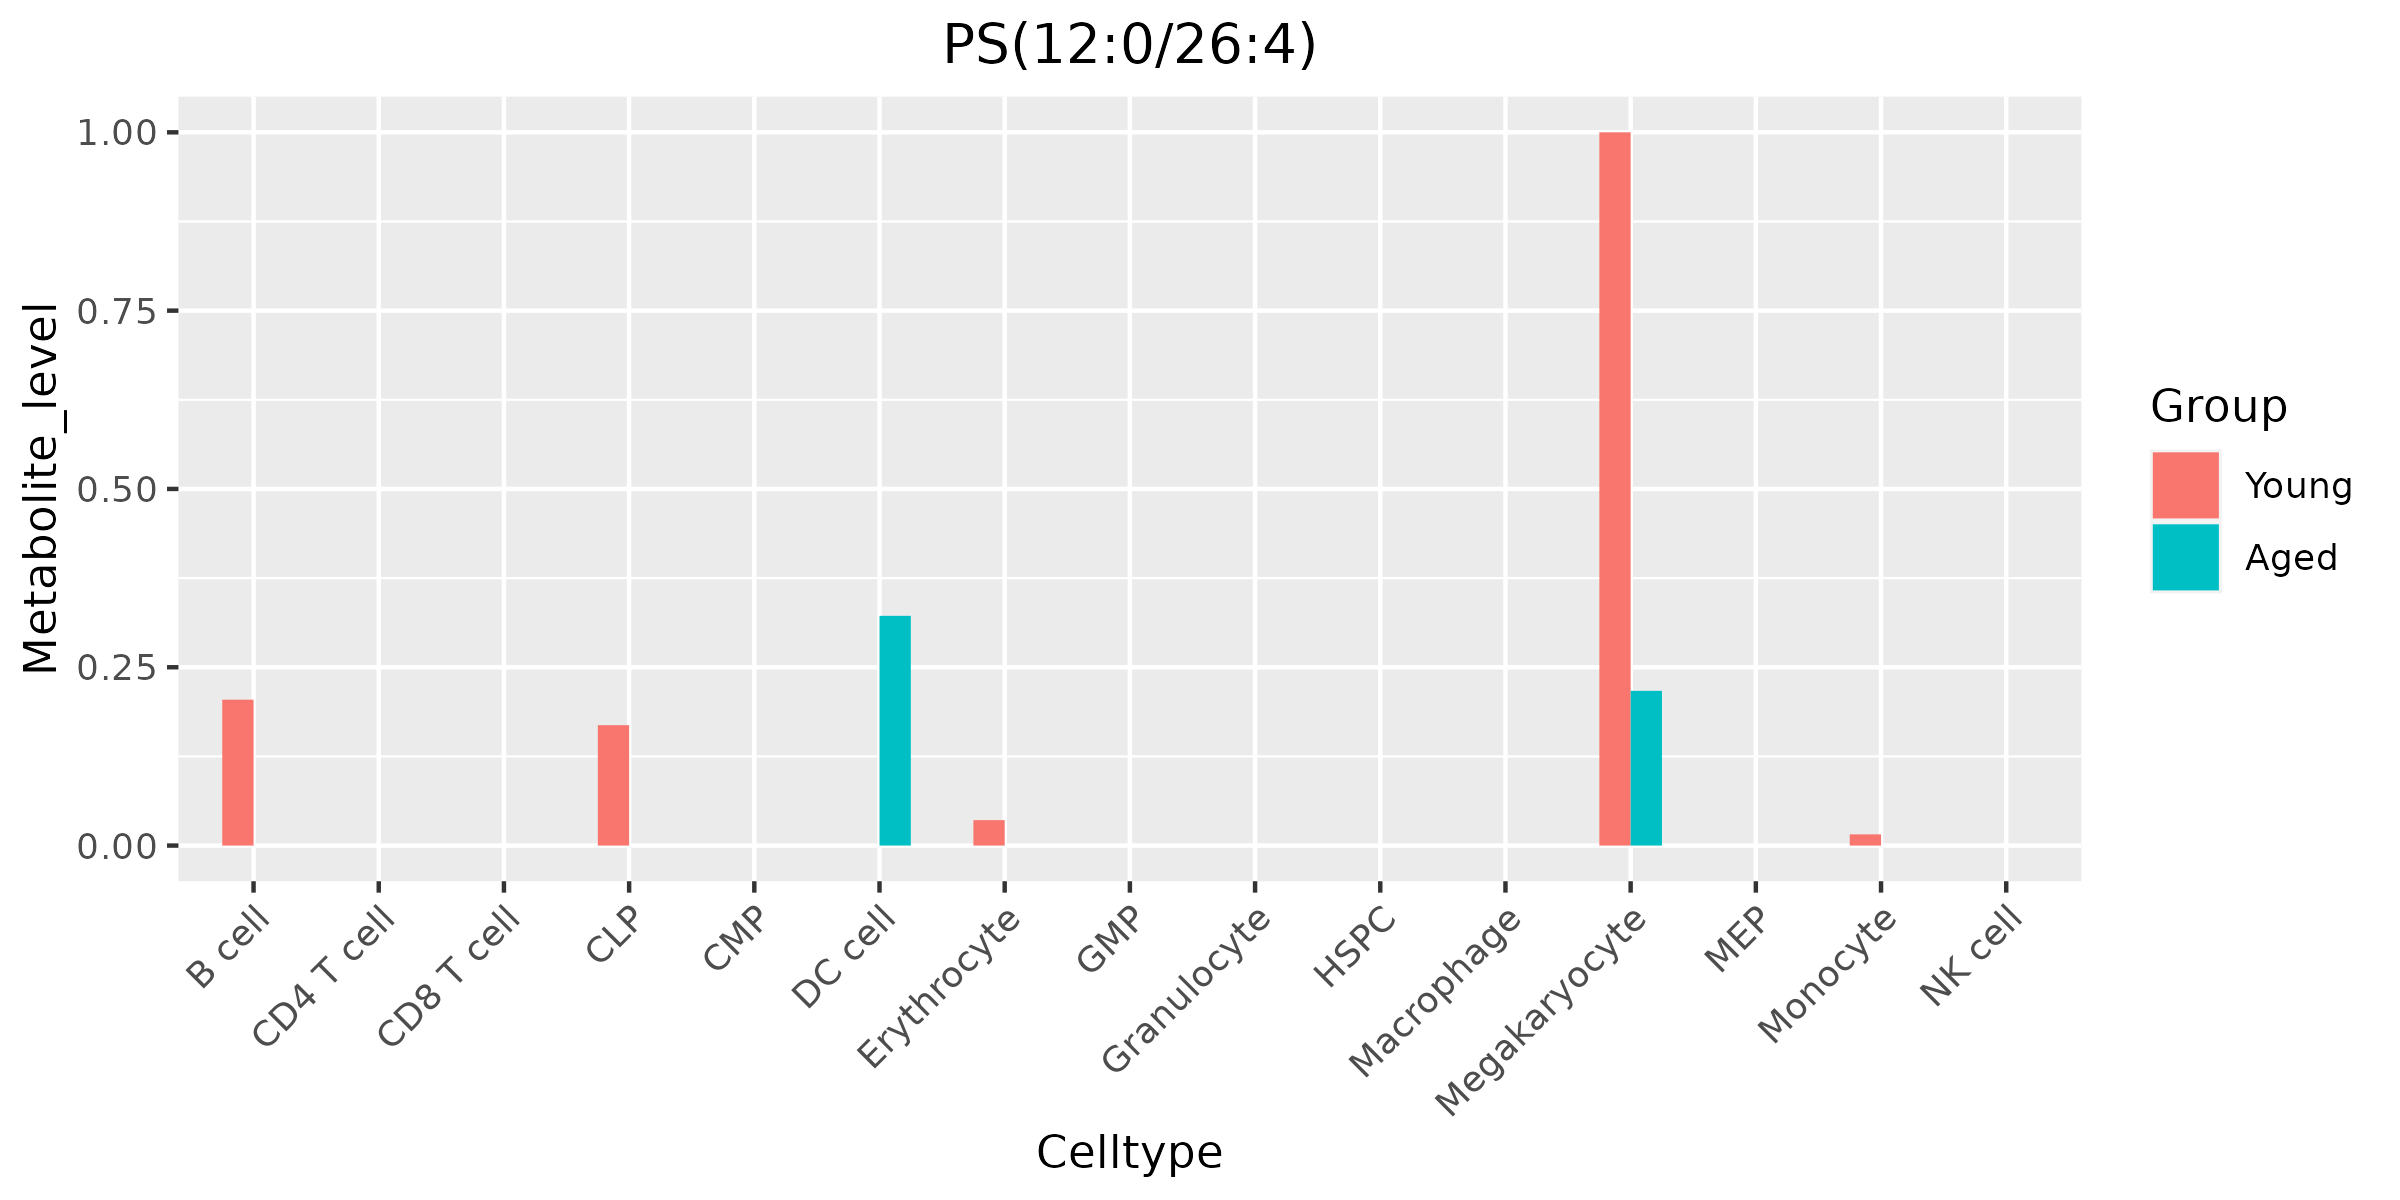 PS(12:0/26:4)
Metabolite_level
1.00
0.75
0.50
0.25
0.00
B cell
CD4 T cell
CD8 T cell
CLP
CMP
DC cell
Erythrocyte
GMP
Granulocyte
HSPC
Macrophage
Megakaryocyte
MEP
Monocyte
NK cell
Celltype
Group
Young
Aged